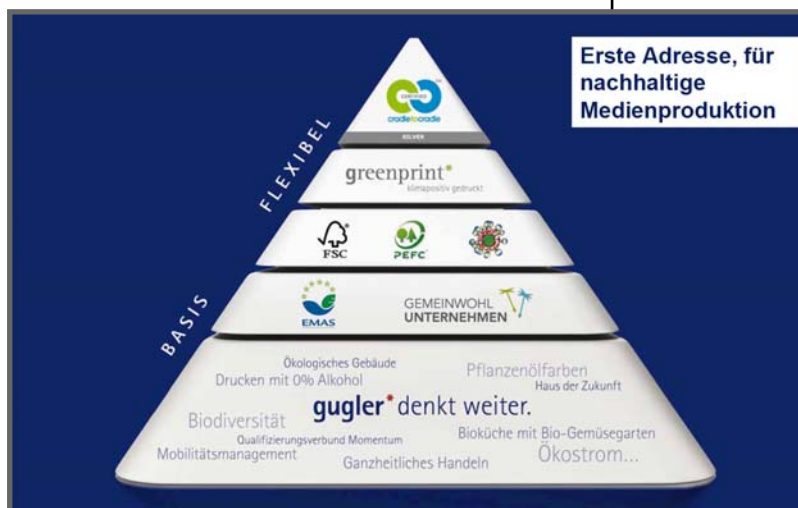 Erste Adresse, für
nachhaltige
Medienproduktion
FLEXIBEL
BASIS
CERTIFIED
cradletocradle
SILVER
greenprint*
klimapositiv gedruckt
FSC
PEFC
EMAS
GEMEINWOHL
UNTERNEHMEN
Ökologisches Gebäude
Drucken mit 0% Alkohol
Pflanzenölfarben
Haus der Zukunft
gugler* denkt weiter.
Biodiversität
Qualifizierungsverbund Momentum
Bioküche mit Bio-Gemüsegarten
Mobilitätsmanagement
Ganzheitliches Handeln
Ökostrom...